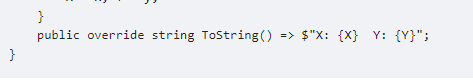 }
public override string ToString() => $"X: {X}  Y: {Y}";
}